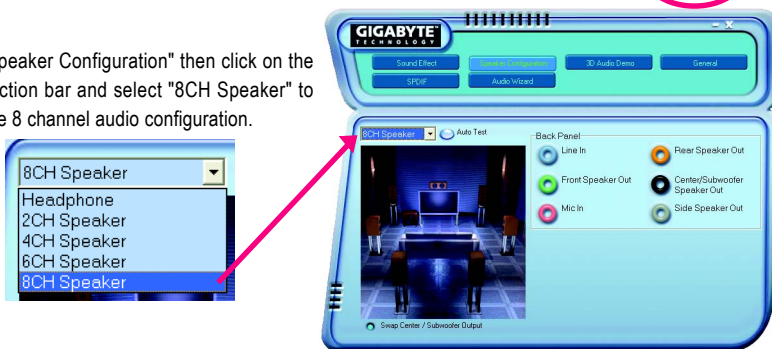 peaker Configuration" then click on the
ction bar and select "8CH Speaker" to
e 8 channel audio configuration.
8CH Speaker
Headphone
2CH Speaker
4CH Speaker
6CH Speaker
8CH Speaker
GIGABYTE
TECHNOLOGY
Sound Effect
Speaker Configuration
3D Audio Demo
General
SPDIF
Audio Wizard
8CH Speaker
Auto Test
Back Panel
Line In
Rear Speaker Out
Front Speaker Out
Center/Subwoofer
Speaker Out
Mic In
Side Speaker Out
Swap Center / Subwoofer Output